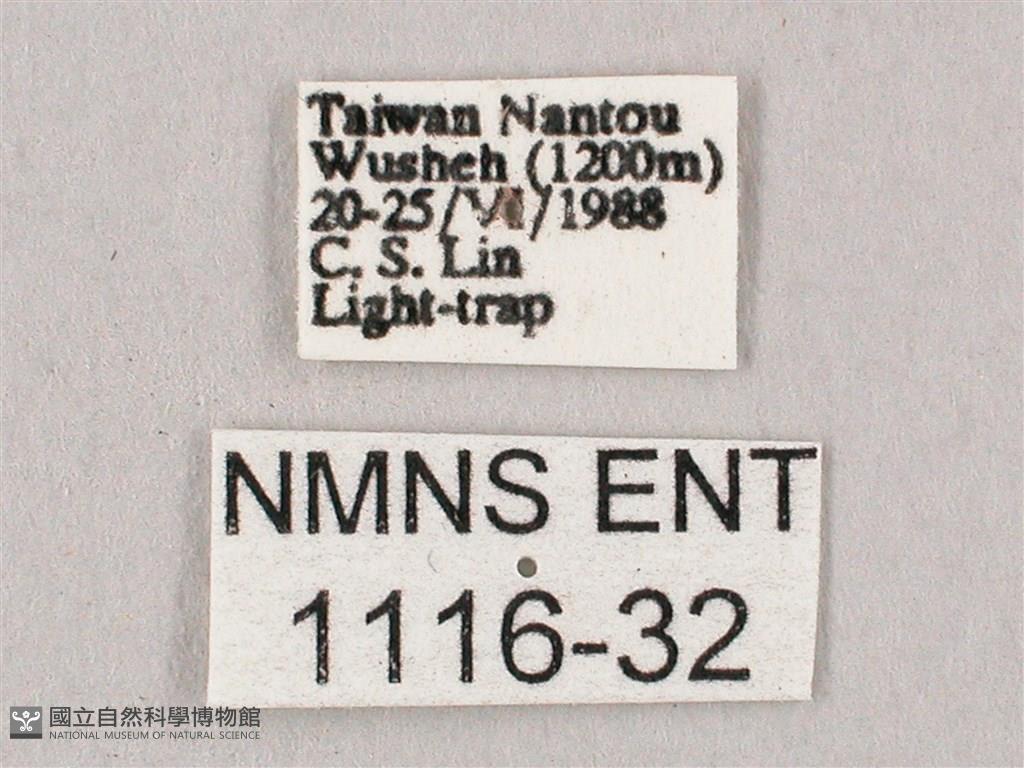 Taiwan Nantou
Wusheh (1200m)
20-25/VI/1988
C. S. Lin
Light-trap
NMNS ENT
1116-32
國立自然科學博物館
NATIONAL MUSEUM OF NATURAL SCIENCE